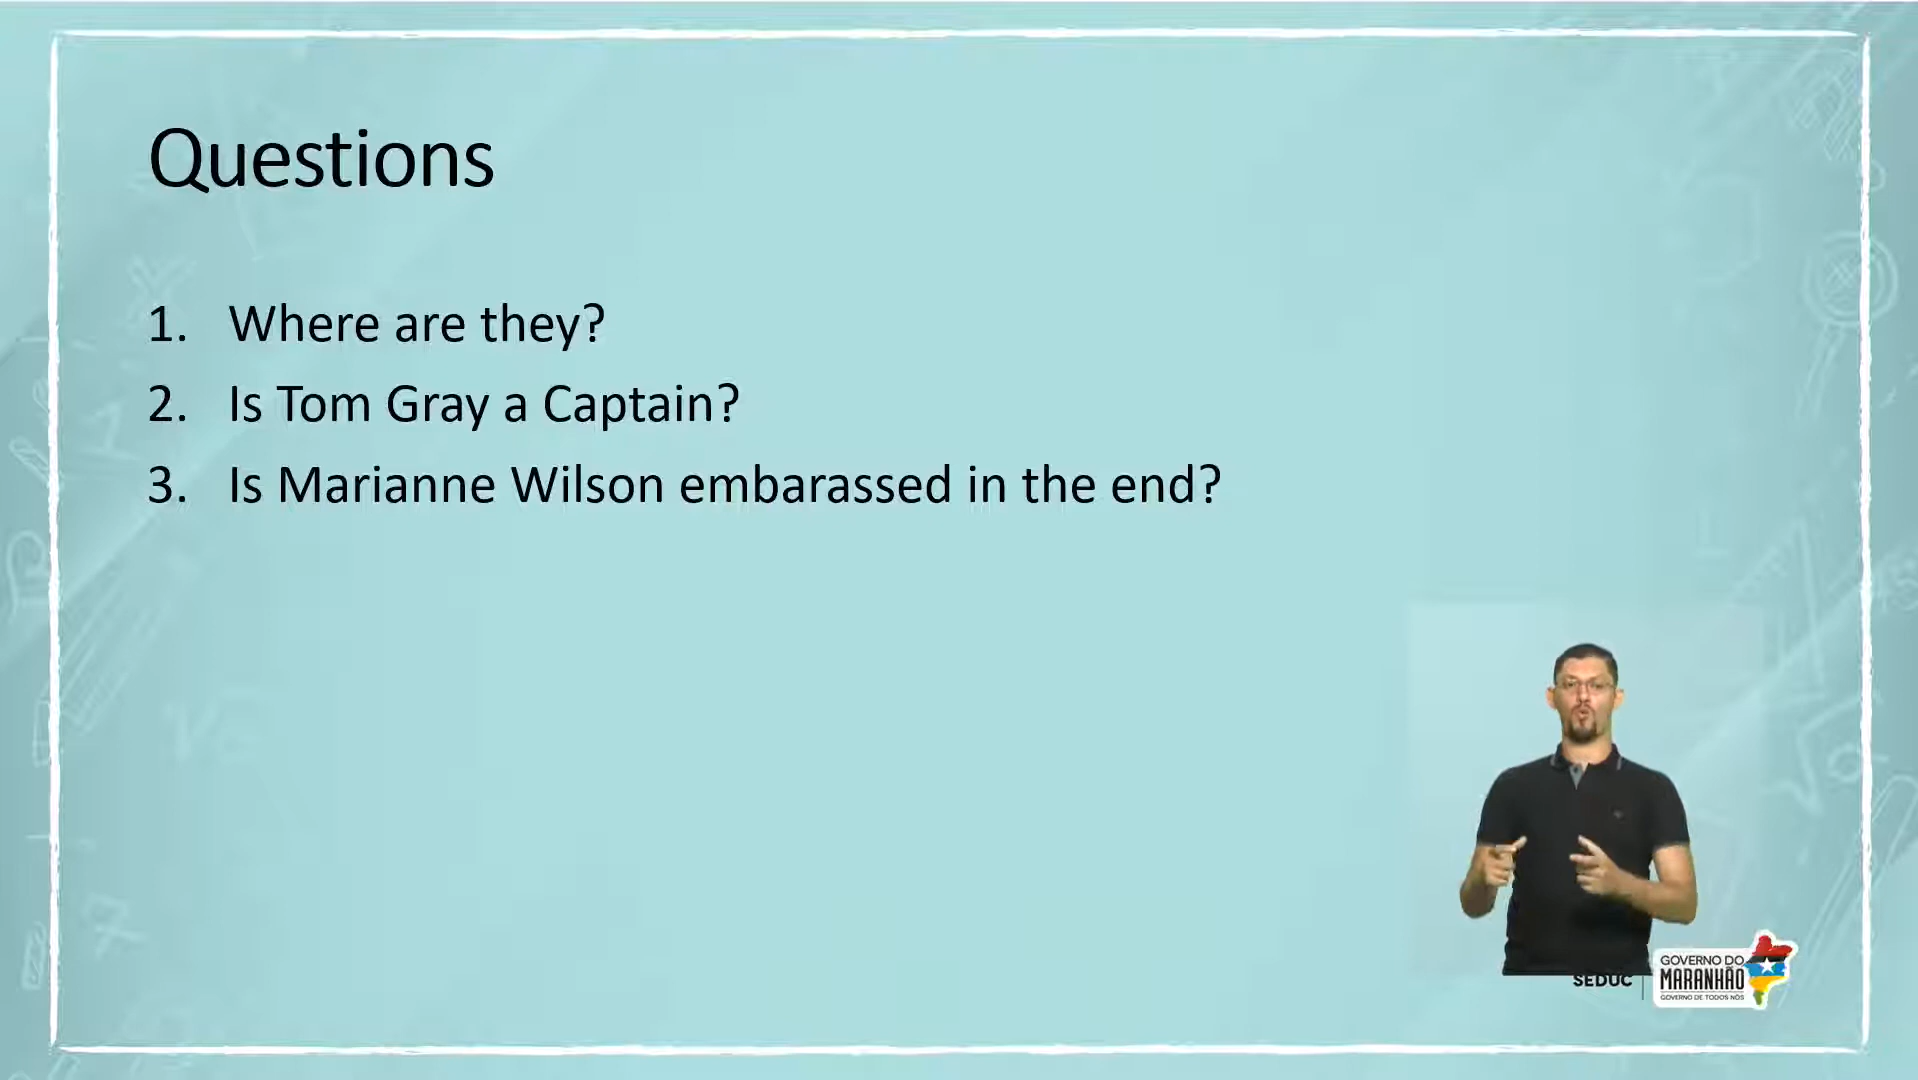 Questions
1. Where are they?
2. Is Tom Gray a Captain?
3. Is Marianne Wilson embarassed in the end?
SEDUC
GOVERNO DO
MARANHÃO
GOVERNO DE TODOS NÓS